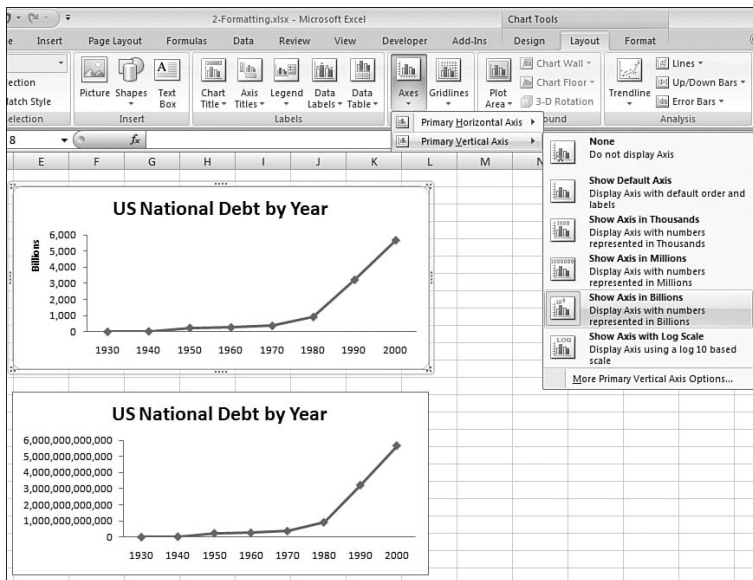 2-Formatting.xlsx - Microsoft Excel
Chart Tools
Insert Page Layout Formulas Data Review View Developer Add-Ins Design Layout Format
Picture Shapes Text Box
Chart Title Axis Titles Legend Data Labels Data Table
Axes Gridlines
Plot Area
Chart Wall
Chart Floor
3-D Rotation
Trendline
Lines
Up/Down Bars
Error Bars
ection
latch Style
election
Insert
Labels
ound
Analysis
Primary Horizontal Axis
Primary Vertical Axis
8
fx
E F G H I J K L M N
None
Do not display Axis
Show Default Axis
Display Axis with default order and
labels
Show Axis in Thousands
Display Axis with numbers
represented in Thousands
Show Axis in Millions
Display Axis with numbers
represented in Millions
Show Axis in Billions
Display Axis with numbers
represented in Billions
LOG
Show Axis with Log Scale
Display Axis using a log 10 based
scale
More Primary Vertical Axis Options...
US National Debt by Year
Billions
6,000
5,000
4,000
3,000
2,000
1,000
0
1930 1940 1950 1960 1970 1980 1990 2000
US National Debt by Year
6,000,000,000,000
5,000,000,000,000
4,000,000,000,000
3,000,000,000,000
2,000,000,000,000
1,000,000,000,000
0
1930 1940 1950 1960 1970 1980 1990 2000